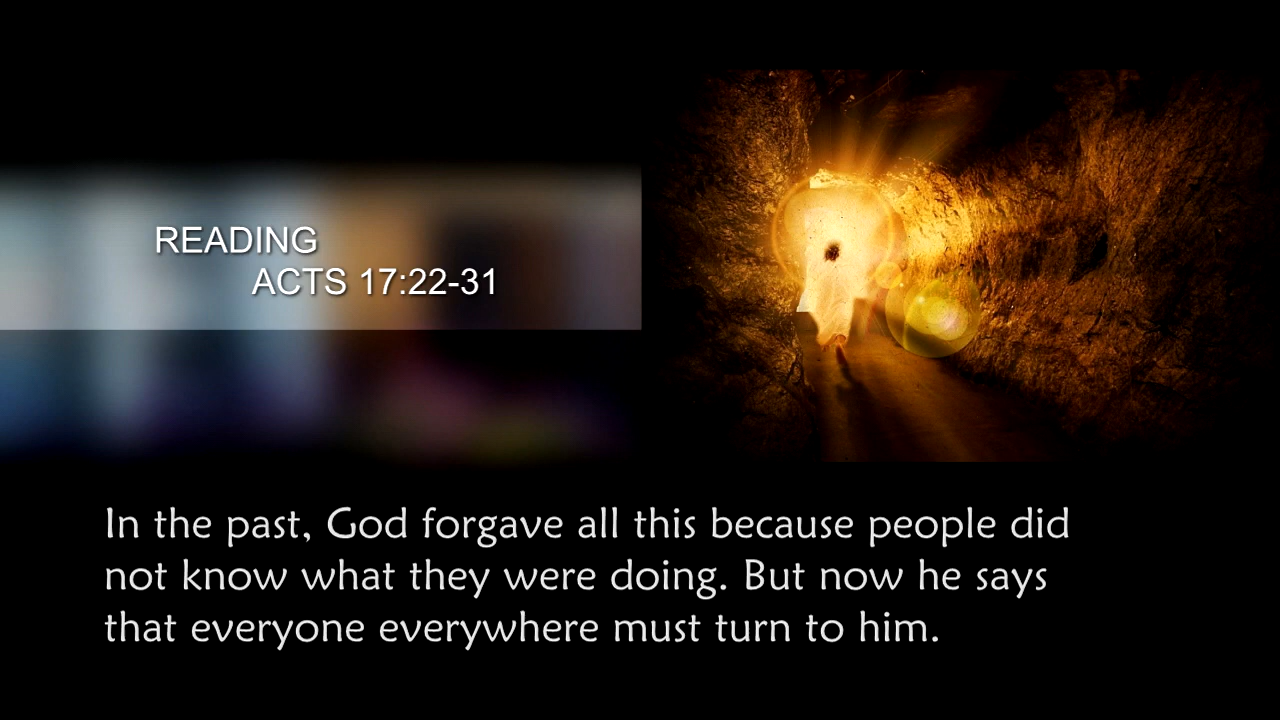 READING
ACTS 17:22-31
In the past, God forgave all this because people did
not know what they were doing. But now he says
that everyone everywhere must turn to him.